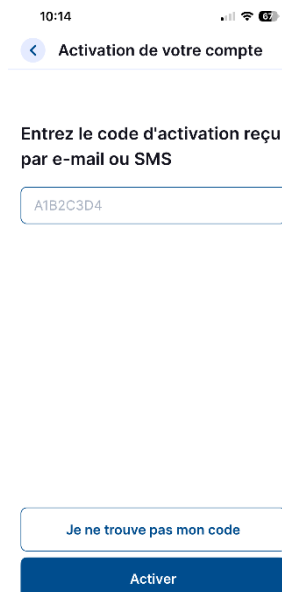 10:14
67
Activation de votre compte
Entrez le code d'activation reçu
par e-mail ou SMS
A1B2C3D4
Je ne trouve pas mon code
Activer